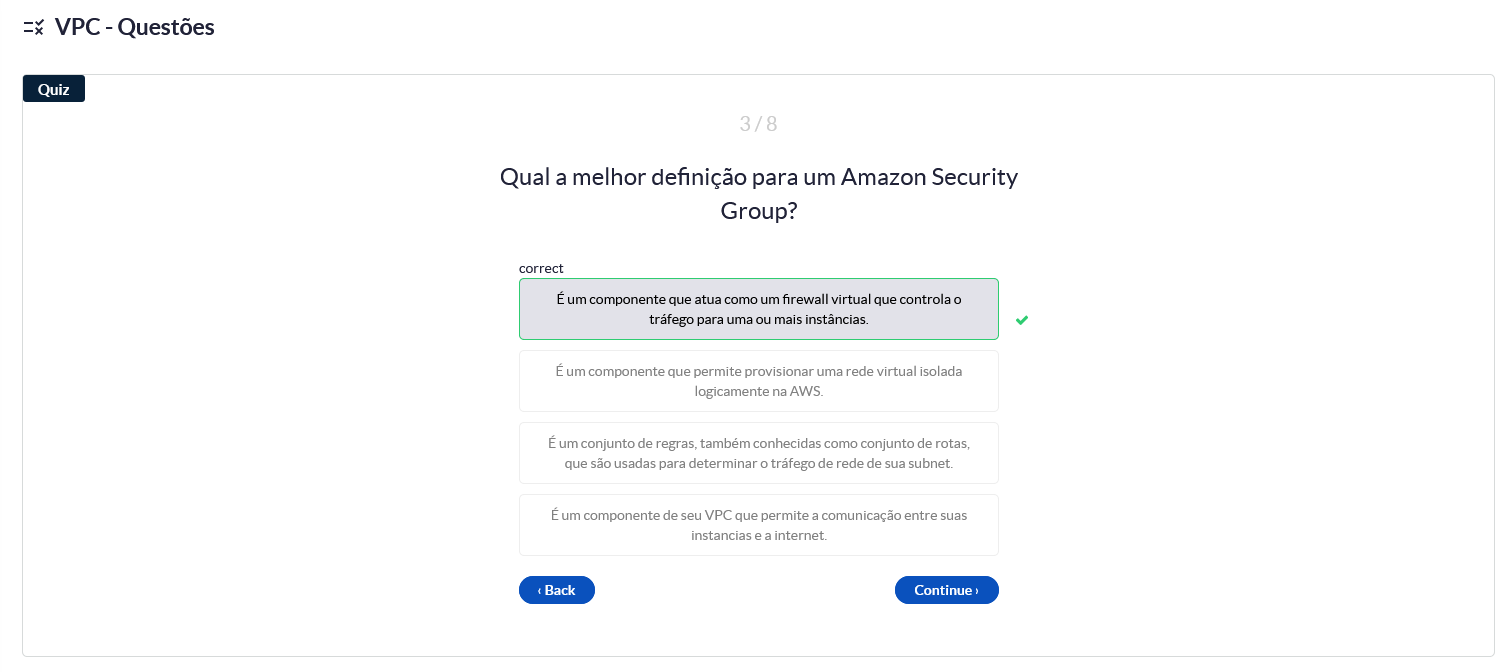 VPC - Questões
Quiz
3 / 8
Qual a melhor definição para um Amazon Security
Group?
correct
É um componente que atua como um firewall virtual que controla o
tráfego para uma ou mais instâncias.
É um componente que permite provisionar uma rede virtual isolada
logicamente na AWS.
É um conjunto de regras, também conhecidas como conjunto de rotas,
que são usadas para determinar o tráfego de rede de sua subnet.
É um componente de seu VPC que permite a comunicação entre suas
instancias e a internet.
‹ Back
Continue ›